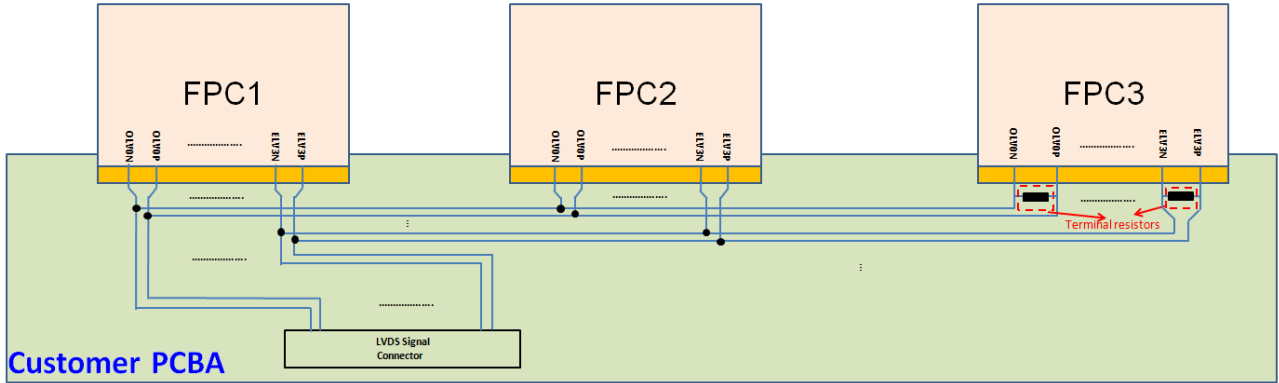 FPC1
OLV0N
OLV0P
ELV3N
ELV3P
FPC2
OLV0N
OLV0P
ELV3N
ELV3P
FPC3
OLV0N
OLV0P
ELV3N
ELV3P
Terminal resistors
LVDS Signal
Connector
Customer PCBA